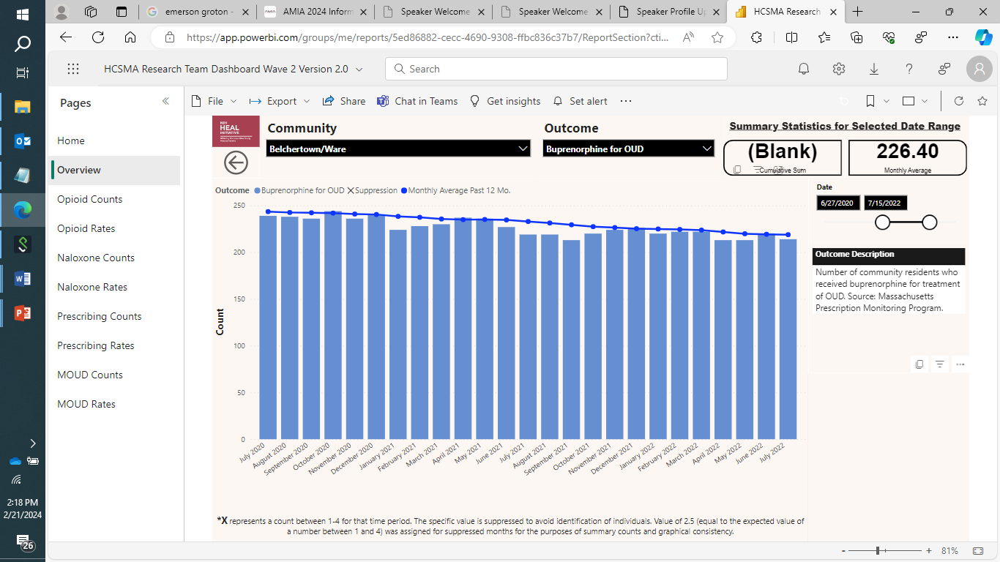 emerson groton -
AMIA 2024 Inform
Speaker Welcome
Speaker Welcome
Speaker Profile Up
HCSMA Research
https://app.powerbi.com/groups/me/reports/5ed86882-cecc-4690-9308-ffbc836c37b7/ReportSection?cti...
HCSMA Research Team Dashboard Wave 2 Version 2.0
Search
Pages
Home
Overview
Opioid Counts
Opioid Rates
Naloxone Counts
Naloxone Rates
Prescribing Counts
Prescribing Rates
MOUD Counts
MOUD Rates
File
Export
Share
Chat in Teams
Get insights
Set alert
NIH
HEAL
INITIATIVE
Community
Belchertown/Ware
Outcome
Buprenorphine for OUD
Summary Statistics for Selected Date Range
(Blank)
Cumulative Sum
226.40
Monthly Average
Outcome Buprenorphine for OUD Suppression Monthly Average Past 12 Mo.
Date
6/27/2020 7/15/2022
Outcome Description
Number of community residents who
received buprenorphine for treatment
of OUD. Source: Massachusetts
Prescription Monitoring Program.
Count
250
200
150
100
50
0
July 2020
August 2020
September 2020
October 2020
November 2020
December 2020
January 2021
February 2021
March 2021
April 2021
May 2021
June 2021
July 2021
August 2021
September 2021
October 2021
November 2021
December 2021
January 2022
February 2022
March 2022
April 2022
May 2022
June 2022
July 2022
*X represents a count between 1-4 for that time period. The specific value is suppressed to avoid identification of individuals. Value of 2.5 (equal to the expected value of
a number between 1 and 4) was assigned for suppressed months for the purposes of summary counts and graphical consistency.
- + 81%
2:18 PM
2/21/2024
26